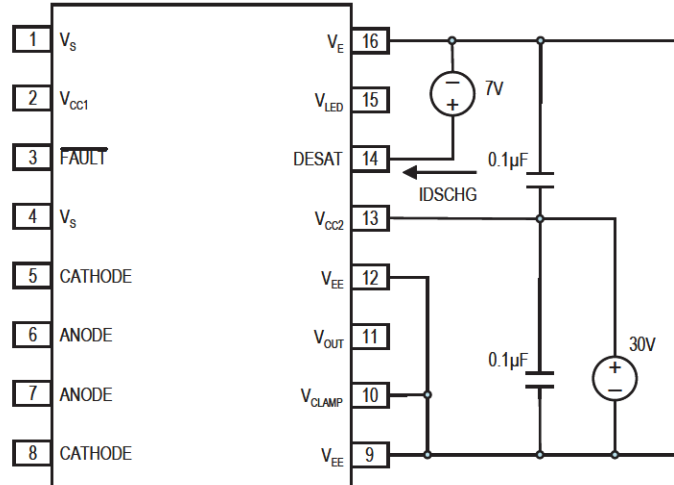 1 VS
2 VCC1
3 FAULT
4 VS
5 CATHODE
6 ANODE
7 ANODE
8 CATHODE
VE 16
VLED 15
DESAT 14
VCC2 13
VEE 12
VOUT 11
VCLAMP 10
VEE 9
7V
IDSCHG
0.1µF
0.1µF
30V